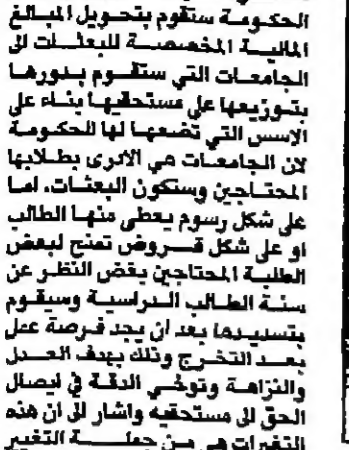 الحكومة ستقوم بتحويل المبالغ
المالية المخصصة للبعثات الى
الجامعات التي ستقوم بدورها
بتوزيعها على مستحقيها بناء على
الاسس التي تضعها لها الحكومة
لان الجامعات هي الادرى بطلابها
المحتاجين وستكون البعثات، اما
على شكل رسوم يعطى منها الطالب
او على شكل قروض تمنح لبعض
الطلبة المحتاجين بغض النظر عن
سنة الطالب الدراسية وسيقوم
بتسديدها بعد ان يجد فرصة عمل
بعد التخرج وذلك بهدف العدل
والنزاهة وتوخي الدقة في ايصال
الحق الى مستحقيه واشار الى ان هذه
التغيرات هي من جملة التغيير